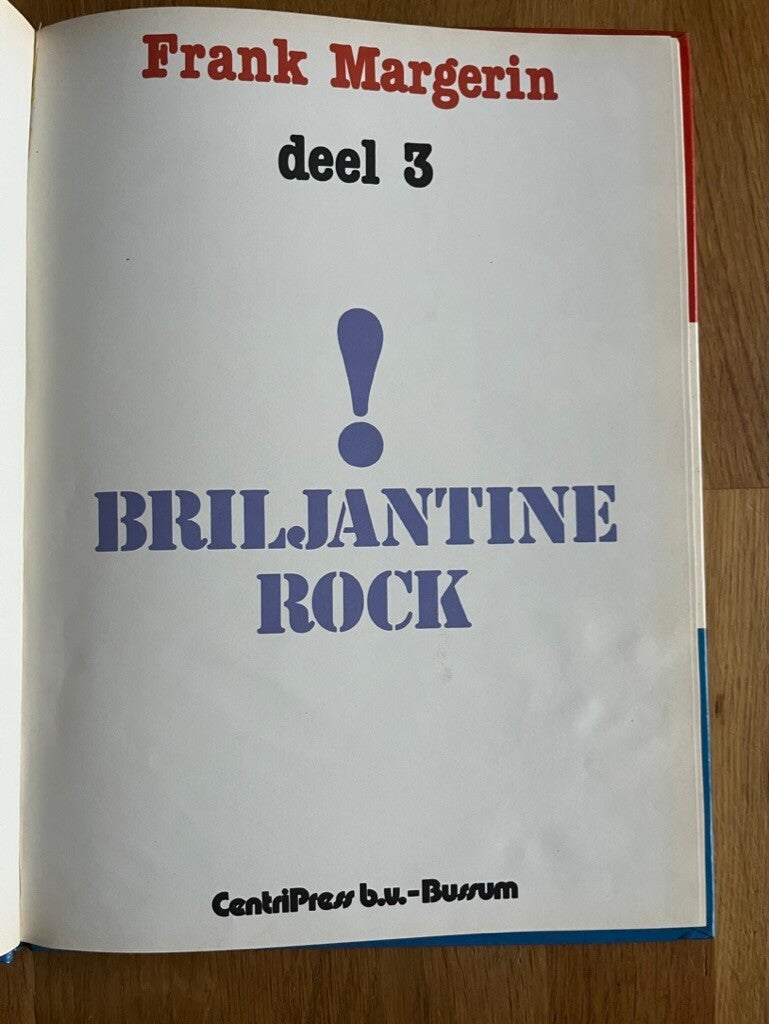 Frank Margerin
deel 3
!
BRILJANTINE
ROCK
CentriPress b.v.-Bussum